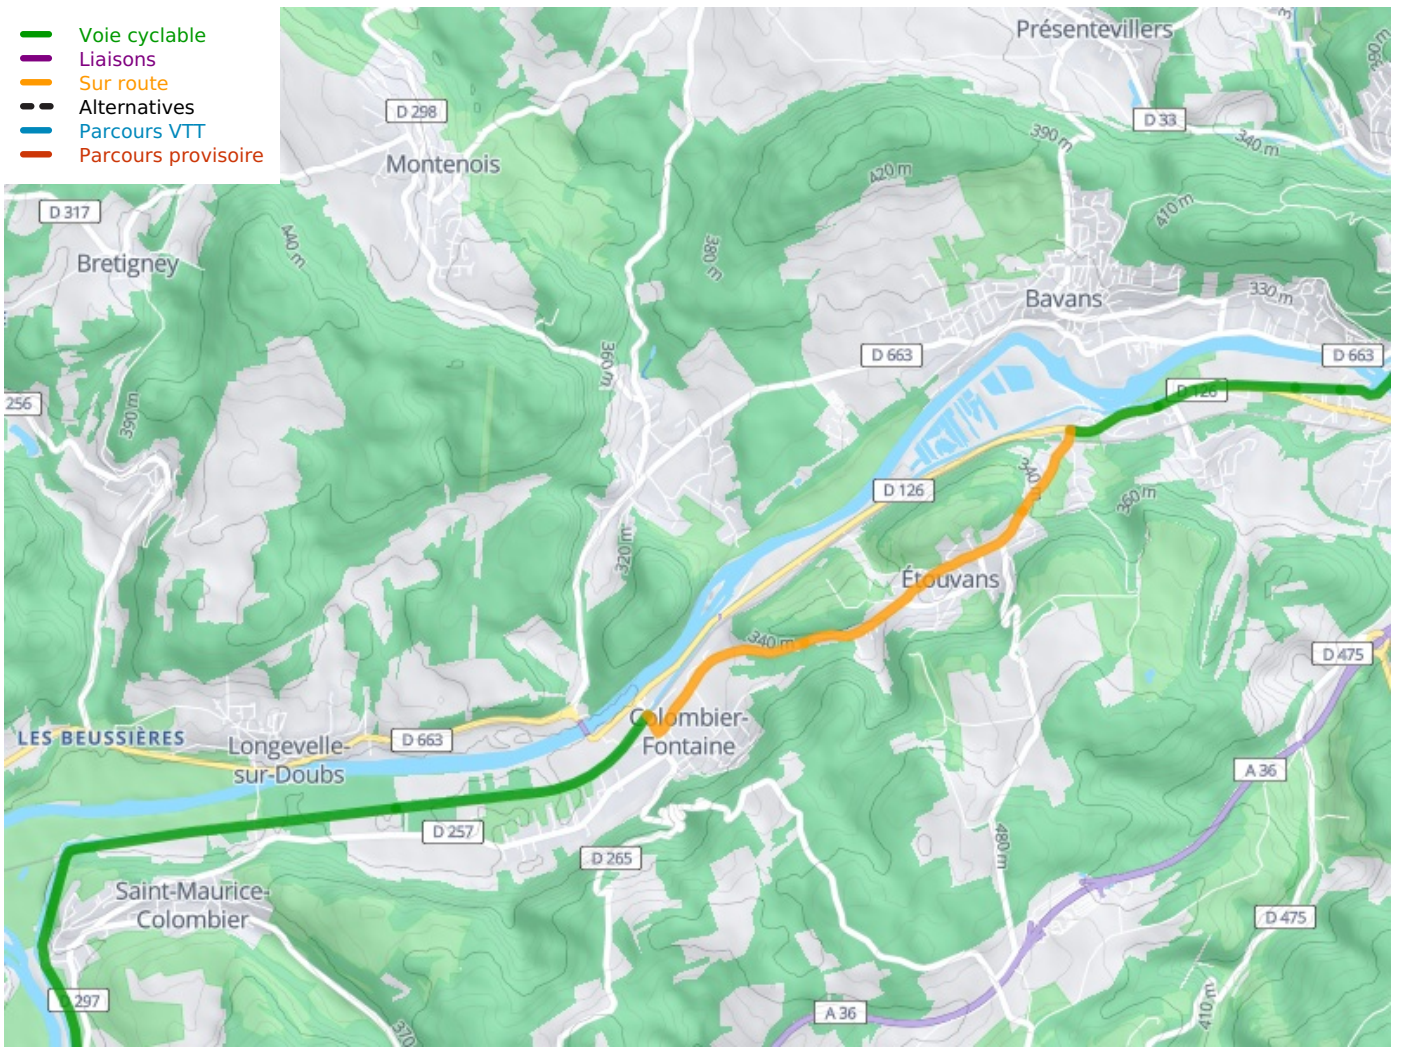 Voie cyclable
Liaisons
Sur route
Alternatives
Parcours VTT
Parcours provisoire
Présentevillers
D 298
D 33
390 m
340 m
Montenois
420 m
D 317
410 m
440 m
380 m
Bretigney
330 m
Bavans
360 m
D 663
D 663
256
390 m
D 126
340 m
D 126
360 m
320 m
Étouvans
340 m
D 475
Colombier-
Fontaine
LES BEUSSIÈRES
D 663
Longevelle-
sur-Doubs
A 36
D 257
480 m
D 265
Saint-Maurice-
Colombier
D 475
D 297
410 m
A 36
370